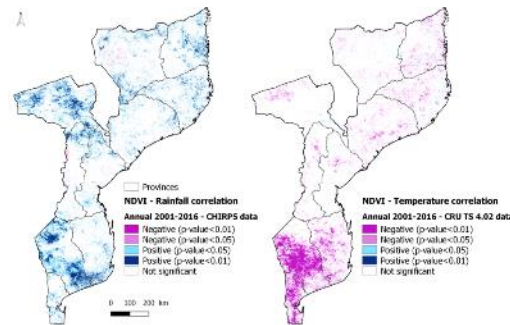 Provinces
NDVI - Rainfall correlation
Annual 2001-2016 - CHIRPS data
Negative (p-value<0.01)
Negative (p-value<0.05)
Positive (p-value<0.05)
Positive (p-value<0.01)
Not significant
0 100 200 km
NDVI - Temperature correlation
Annual 2001-2016 - CRU TS 4.02 data
Negative (p-value<0.01)
Negative (p-value<0.05)
Positive (p-value<0.05)
Positive (p-value<0.01)
Not significant